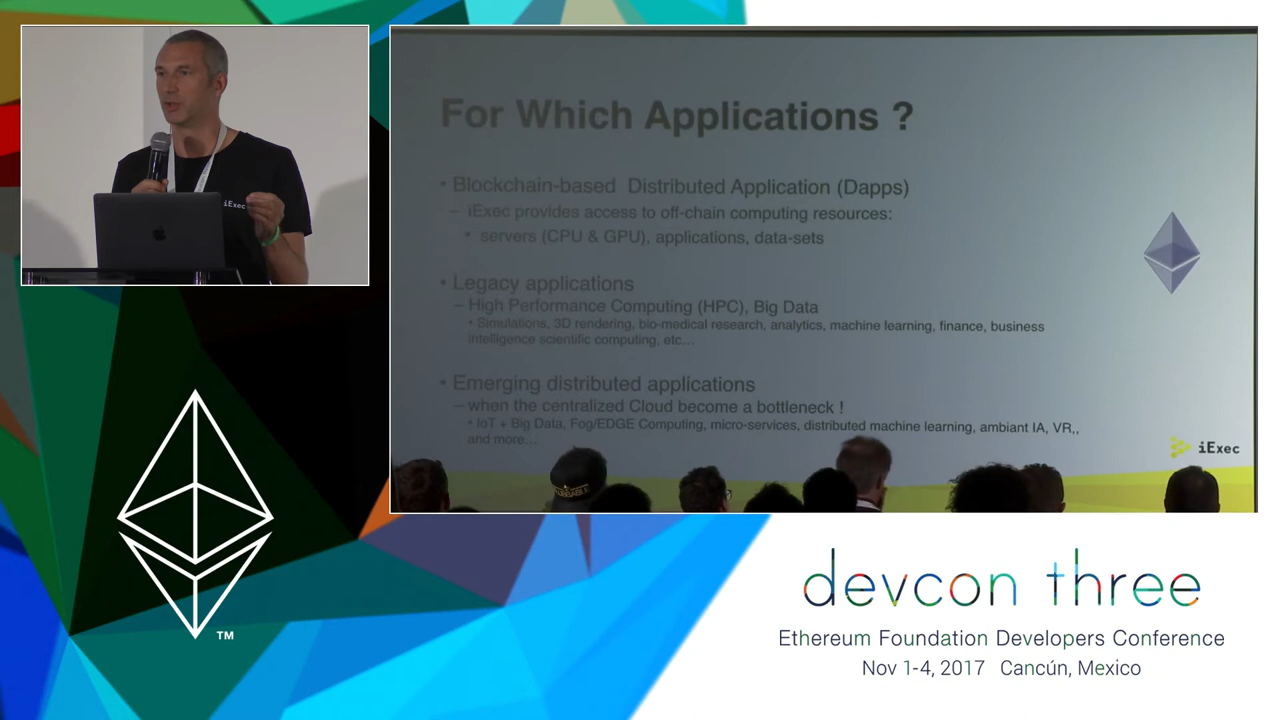 For Which Applications ?
• Blockchain-based Distributed Application (Dapps)
– iExec provides access to off-chain computing resources:
• servers (CPU & GPU), applications, data-sets
• Legacy applications
– High Performance Computing (HPC), Big Data
• Simulations, 3D rendering, bio-medical research, analytics, machine learning, finance, business
intelligence scientific computing, etc...
• Emerging distributed applications
– when the centralized Cloud become a bottleneck !
• IoT + Big Data, Fog/EDGE Computing, micro-services, distributed machine learning, ambiant IA, VR,,
and more...
iExec
iExec
TM
devcon three
Ethereum Foundation Developers Conference
Nov 1-4, 2017 Cancún, Mexico